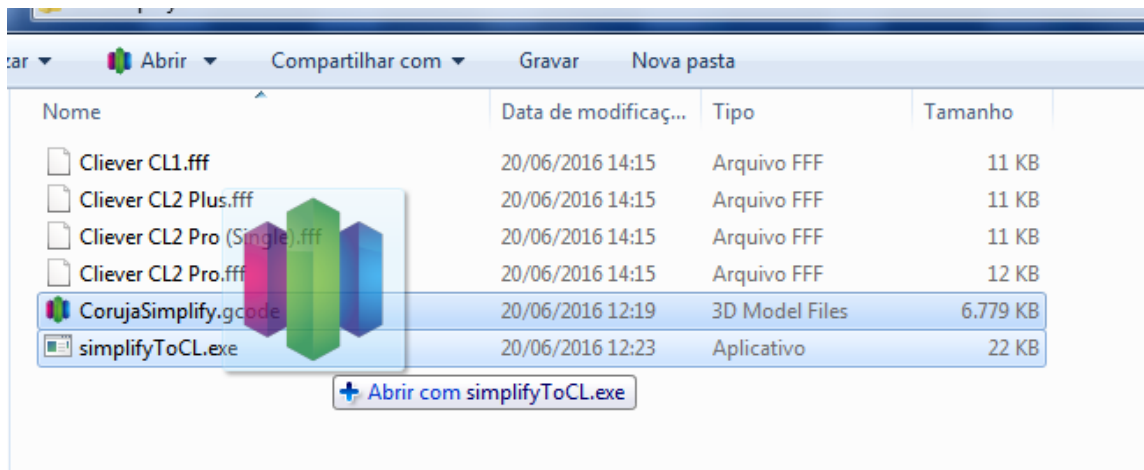 Abrir Compartilhar com Gravar Nova pasta
Nome Data de modificaç... Tipo Tamanho
Cliever CL1.fff 20/06/2016 14:15 Arquivo FFF 11 KB
Cliever CL2 Plus.fff 20/06/2016 14:15 Arquivo FFF 11 KB
Cliever CL2 Pro (Single).fff 20/06/2016 14:15 Arquivo FFF 11 KB
Cliever CL2 Pro.fff 20/06/2016 14:15 Arquivo FFF 12 KB
CorujaSimplify.gcode 20/06/2016 12:19 3D Model Files 6.779 KB
simplifyToCL.exe 20/06/2016 12:23 Aplicativo 22 KB
Abrir com simplifyToCL.exe